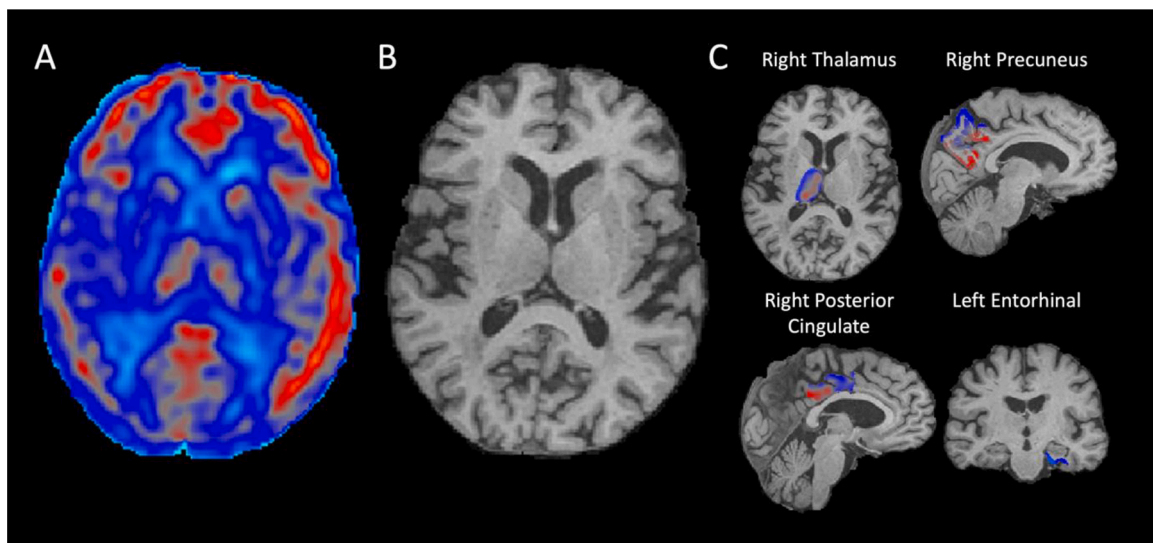 A
B
C
Right Thalamus
Right Precuneus
Right Posterior
Cingulate
Left Entorhinal